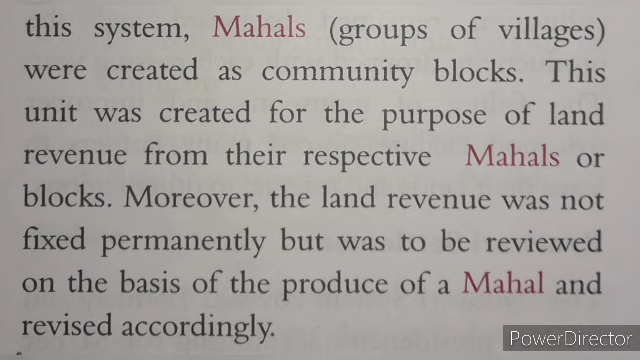 this system, Mahals (groups of villages)
were created as community blocks. This
unit was created for the purpose of land
revenue from their respective Mahals or
blocks. Moreover, the land revenue was not
fixed permanently but was to be reviewed
on the basis of the produce of a Mahal and
revised accordingly.
PowerDirector